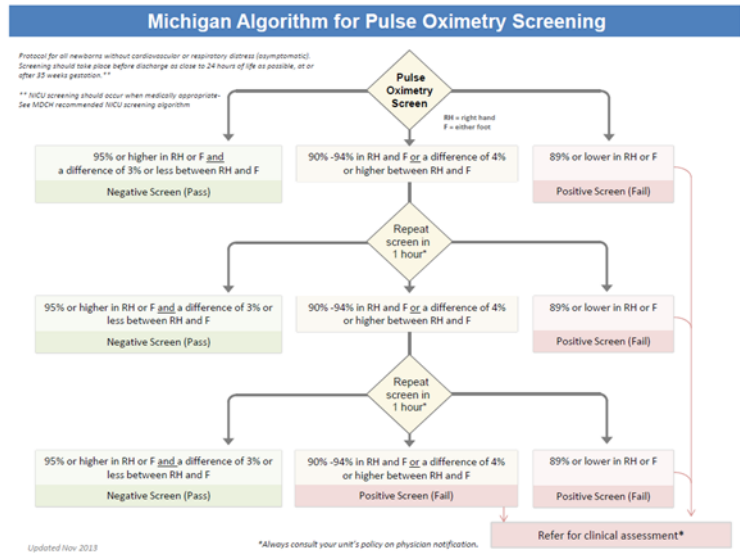 Michigan Algorithm for Pulse Oximetry Screening
Protocol for all newborns without cardiovascular or respiratory distress (asymptomatic).
Screening should take place before discharge as close to 24 hours of life as possible, at or
after 35 weeks gestation.**
** NICU screening should occur when medically appropriate-
See MDCH recommended NICU screening algorithm
Pulse
Oximetry
Screen
RH = right hand
F = either foot
95% or higher in RH or F and
a difference of 3% or less between RH and F
Negative Screen (Pass)
90% -94% in RH and F or a difference of 4%
or higher between RH and F
89% or lower in RH or F
Positive Screen (Fail)
Repeat
screen in
1 hour*
95% or higher in RH or F and a difference of 3% or
less between RH and F
Negative Screen (Pass)
90% -94% in RH and F or a difference of 4%
or higher between RH and F
89% or lower in RH or F
Positive Screen (Fail)
Repeat
screen in
1 hour*
95% or higher in RH or F and a difference of 3% or
less between RH and F
Negative Screen (Pass)
90% -94% in RH and F or a difference of 4%
or higher between RH and F
Positive Screen (Fail)
89% or lower in RH or F
Positive Screen (Fail)
Refer for clinical assessment*
*Always consult your unit's policy on physician notification.
Updated Nov 2013